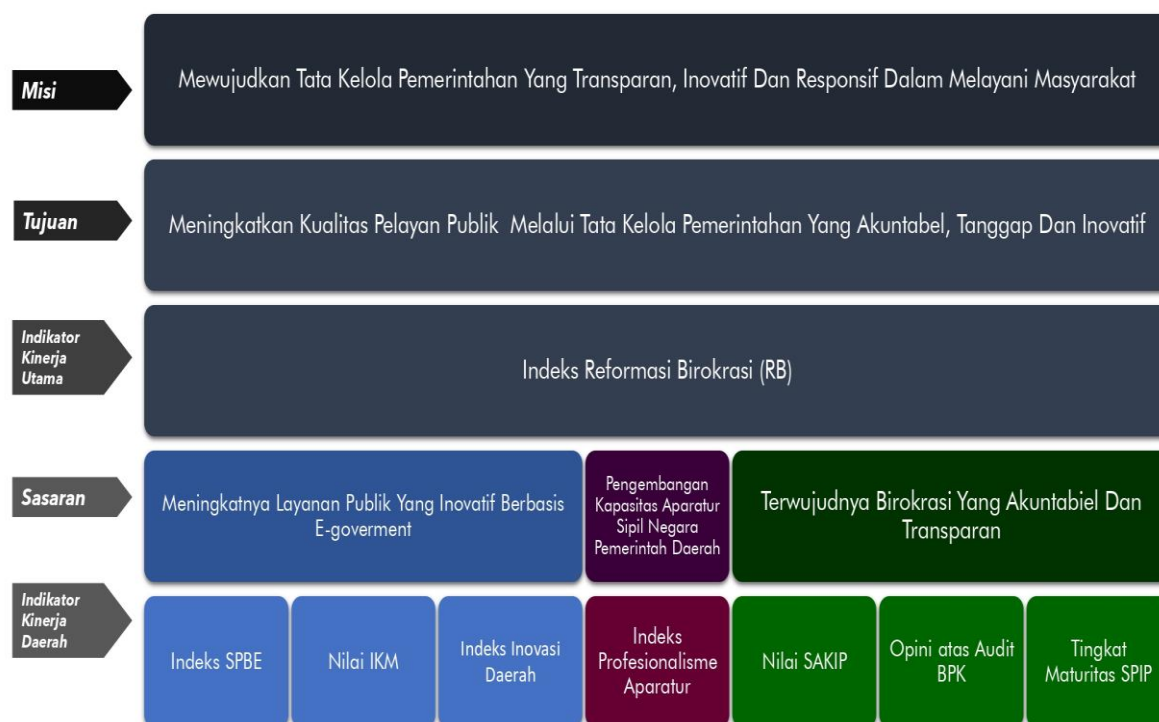 Misi
Mewujudkan Tata Kelola Pemerintahan Yang Transparan, Inovatif Dan Responsif Dalam Melayani Masyarakat
Tujuan
Meningkatkan Kualitas Pelayan Publik Melalui Tata Kelola Pemerintahan Yang Akuntabel, Tanggap Dan Inovatif
Indikator
Kinerja
Utama
Indeks Reformasi Birokrasi (RB)
Sasaran
Meningkatnya Layanan Publik Yang Inovatif Berbasis
E-goverment
Pengembangan
Kapasitas Aparatur
Sipil Negara
Pemerintah Daerah
Terwujudnya Birokrasi Yang Akuntabiel Dan
Transparan
Indikator
Kinerja
Daerah
Indeks SPBE
Nilai IKM
Indeks Inovasi
Daerah
Indeks
Profesionalisme
Aparatur
Nilai SAKIP
Opini atas Audit
BPK
Tingkat
Maturitas SPIP